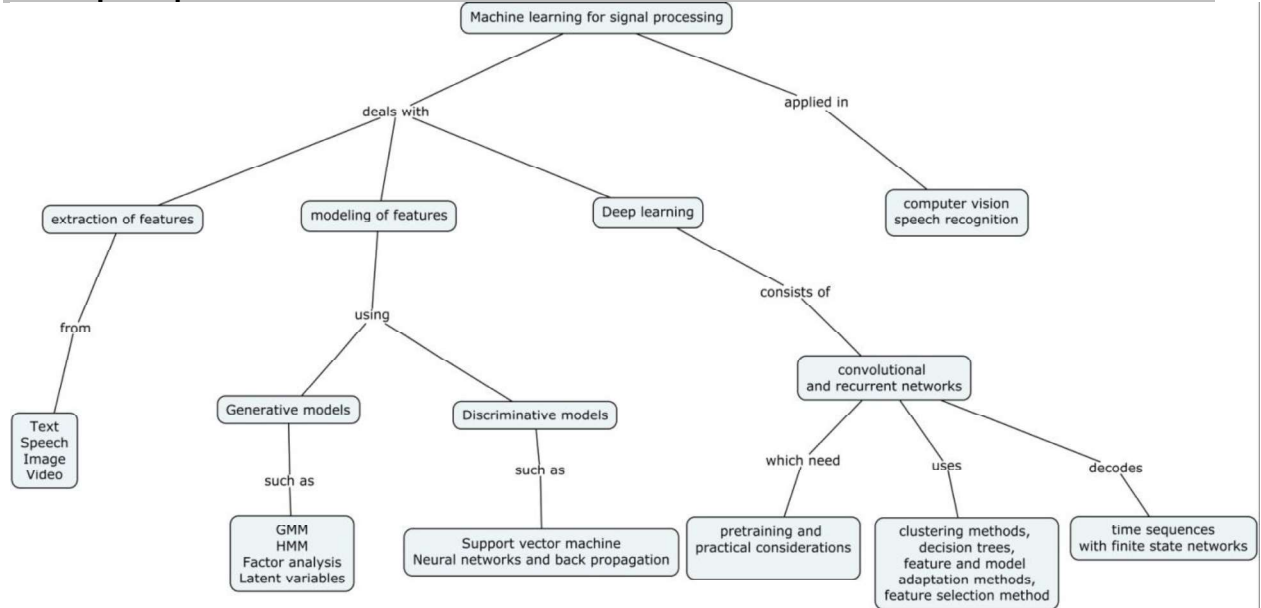 Machine learning for signal processing
deals with
applied in
extraction of features
modeling of features
Deep learning
computer vision
speech recognition
consists of
from
using
convolutional
and recurrent networks
Generative models
Discriminative models
Text
Speech
Image
Video
such as
such as
which need
uses
decodes
GMM
HMM
Factor analysis
Latent variables
Support vector machine
Neural networks and back propagation
pretraining and
practical considerations
clustering methods,
decision trees,
feature and model
adaptation methods,
feature selection method
time sequences
with finite state networks